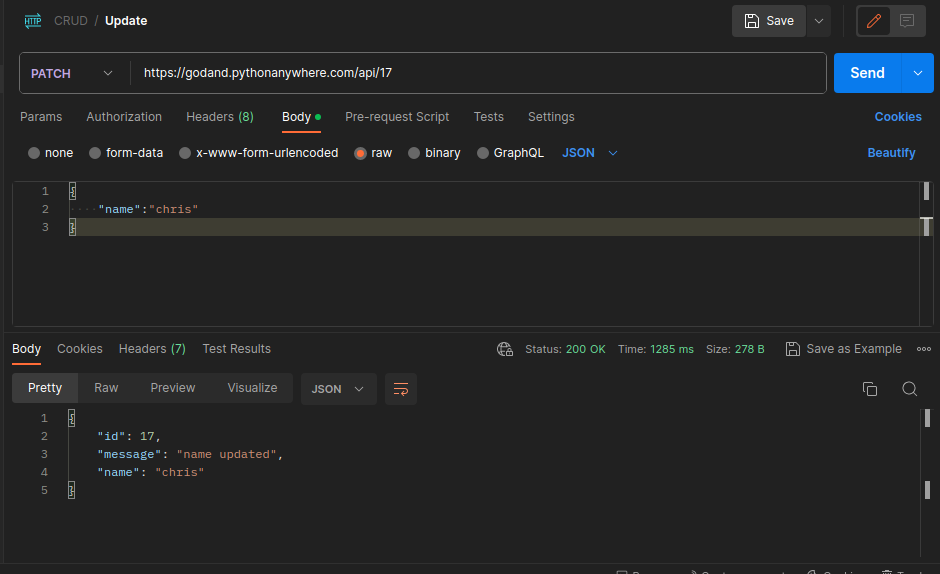 HTTP CRUD / Update Save
PATCH https://godand.pythonanywhere.com/api/17 Send
Params Authorization Headers (8) Body Pre-request Script Tests Settings Cookies
none form-data x-www-form-urlencoded raw binary GraphQL JSON Beautify
1 {
2 "name":"chris"
3 }
Body Cookies Headers (7) Test Results Status: 200 OK Time: 1285 ms Size: 278 B Save as Example
Pretty Raw Preview Visualize JSON
1 {
2 "id": 17,
3 "message": "name updated",
4 "name": "chris"
5 }